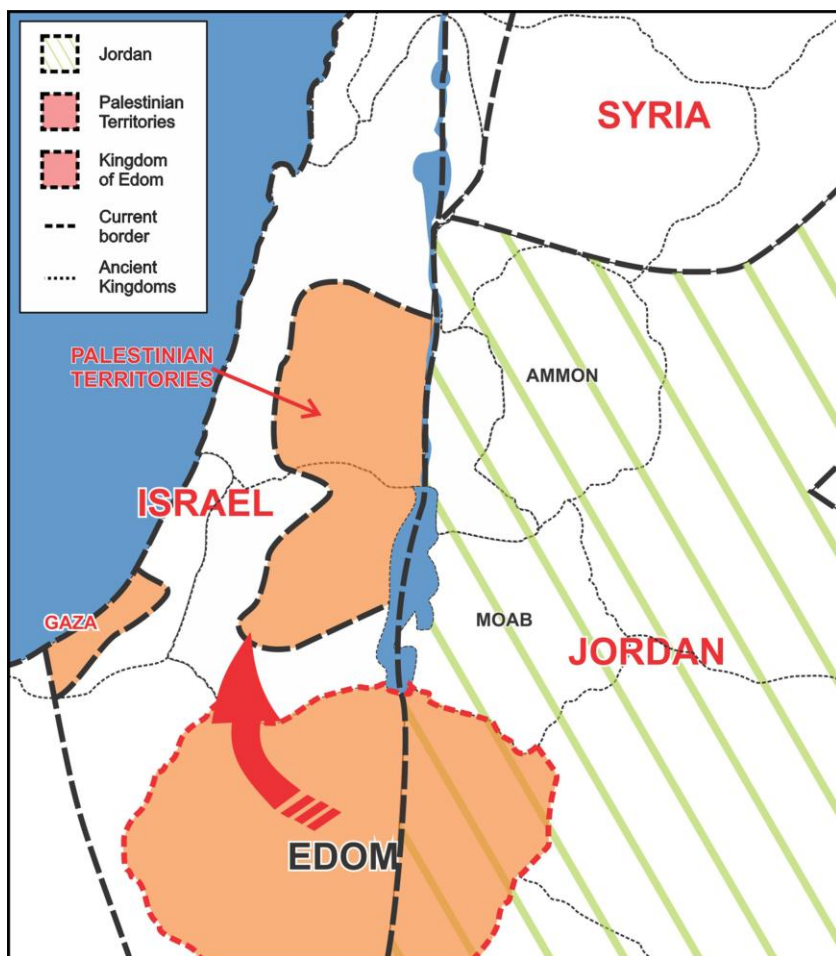 Jordan
Palestinian
Territories
Kingdom
of Edom
Current
border
Ancient
Kingdoms
SYRIA
PALESTINIAN
TERRITORIES
AMMON
ISRAEL
GAZA
MOAB
JORDAN
EDOM